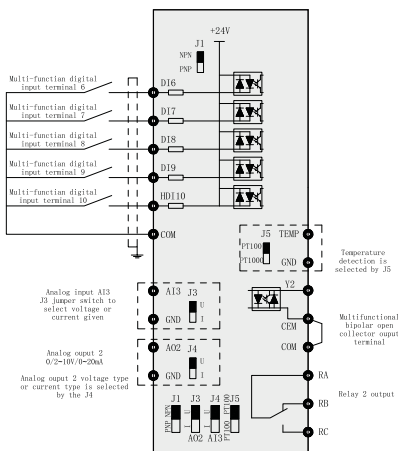 +24V
J1
NPN
PNP
Multi-function digital
input terminal 6
DI6
Multi-function digital
input terminal 7
DI7
Multi-function digital
input terminal 8
DI8
Multi-function digital
input terminal 9
DI9
Multi-function digital
input terminal 10
HDI10
COM
J5
TEMP
PT100
PT1000
GND
Temperature
detection is
selected by J5
Y2
CEM
COM
Multifunctional
bipolar open
collector ouput
terminal
Analog input AI3
J3 jumper switch to
select voltage or
current given
AI3
J3
U
I
GND
Analog ouput 2
0/2-10V/0-20mA
Analog ouput 2 voltage type
or current type is selected
by the J4
AO2
J4
U
I
GND
RA
RB
RC
Relay 2 output
J1
J3
J4
J5
NPN
PNP
U
I
U
I
PT100
PT100
AO2
AI3